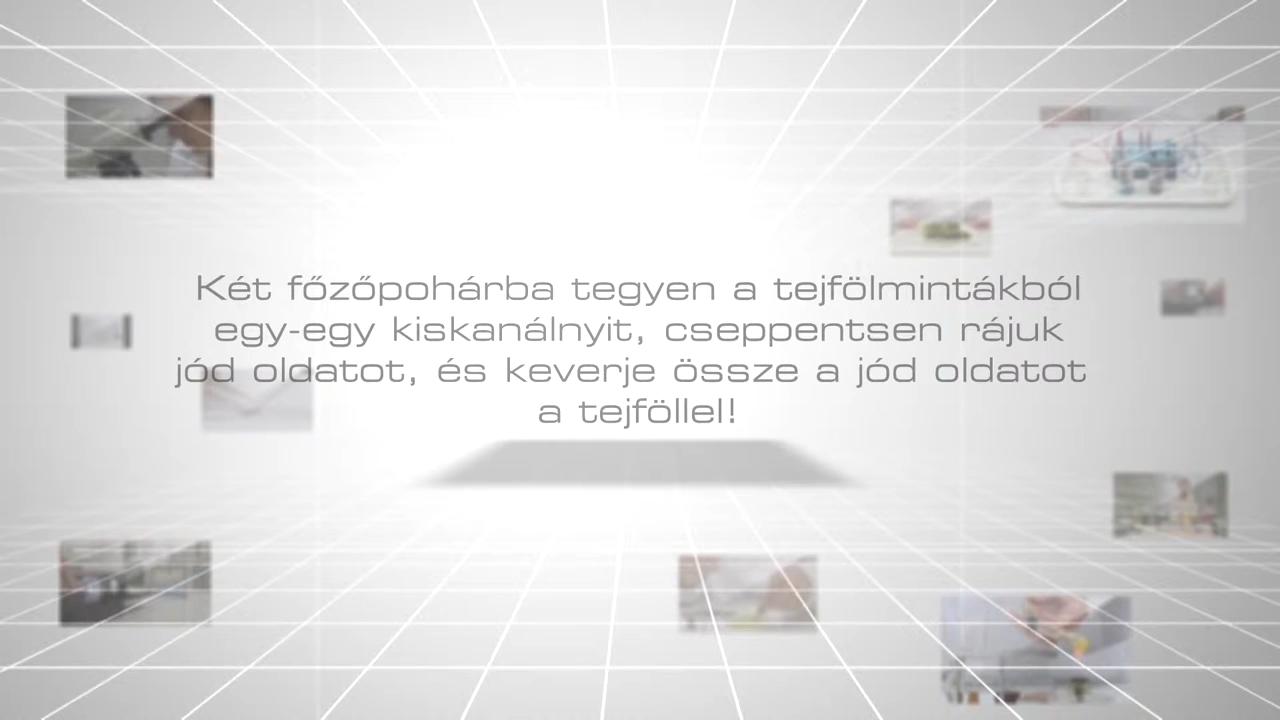 Két főzőpohárba tegyen a tejfölmintákból
egy-egy kiskanálnyit, cseppentsen rájuk
jód oldatot, és keverje össze a jód oldatot
a tejföllel!